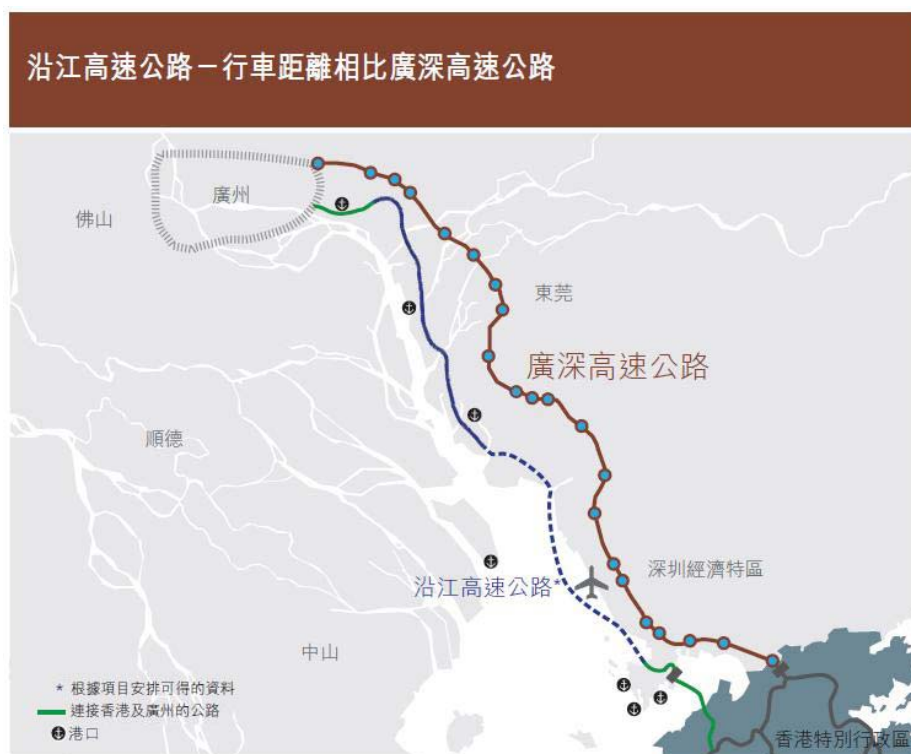 沿江高速公路－行車距離相比廣深高速公路
廣州
佛山
東莞
廣深高速公路
順德
深圳經濟特區
沿江高速公路*
中山
* 根據項目安排可得的資料
連接香港及廣州的公路
港口
香港特別行政區